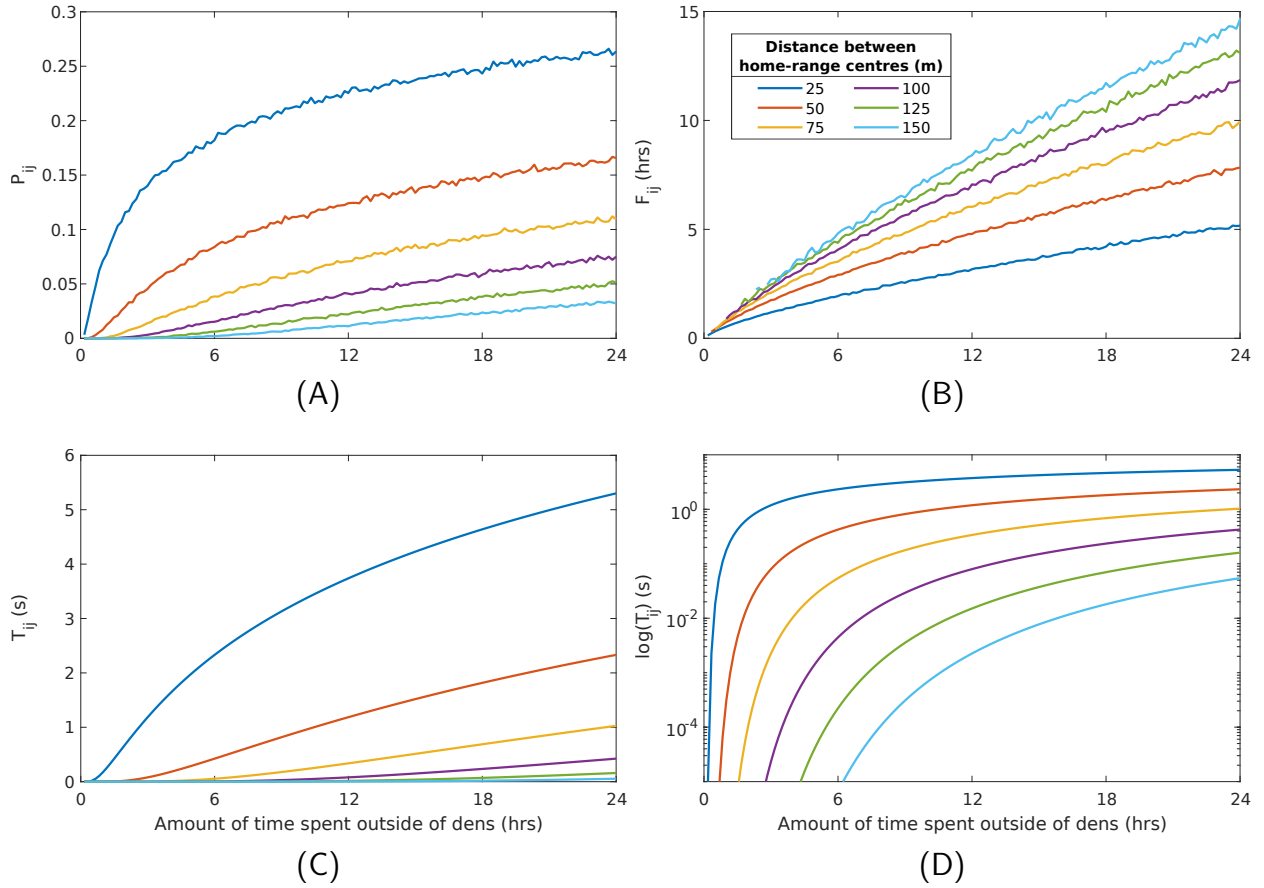 0.3
0.25
0.2
0.15
0.1
0.05
0
P_ij
0 6 12 18 24
(A)
15
10
5
0
F_ij (hrs)
Distance between
home-range centres (m)
25 100
50 125
75 150
0 6 12 18 24
(B)
6
5
4
3
2
1
0
T_ij (s)
0 6 12 18 24
Amount of time spent outside of dens (hrs)
(C)
10^0
10^-2
10^-4
log(T_ij) (s)
0 6 12 18 24
Amount of time spent outside of dens (hrs)
(D)